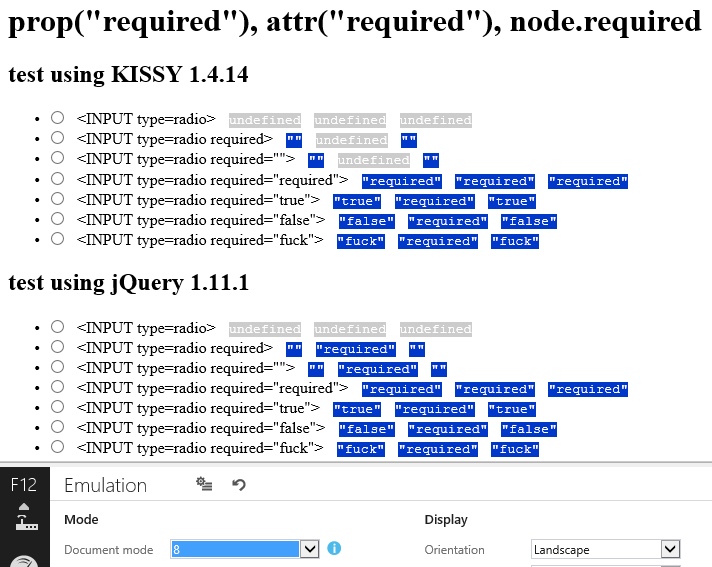 prop("required"), attr("required"), node.required
test using KISSY 1.4.14
• <INPUT type=radio> undefined undefined undefined
• <INPUT type=radio required> "" undefined ""
• <INPUT type=radio required=""> "" undefined ""
• <INPUT type=radio required="required"> "required" "required" "required"
• <INPUT type=radio required="true"> "true" "required" "true"
• <INPUT type=radio required="false"> "false" "required" "false"
• <INPUT type=radio required="fuck"> "fuck" "required" "fuck"
test using jQuery 1.11.1
• <INPUT type=radio> undefined undefined undefined
• <INPUT type=radio required> "" "required" ""
• <INPUT type=radio required=""> "" "required" ""
• <INPUT type=radio required="required"> "required" "required" "required"
• <INPUT type=radio required="true"> "true" "required" "true"
• <INPUT type=radio required="false"> "false" "required" "false"
• <INPUT type=radio required="fuck"> "fuck" "required" "fuck"
F12 Emulation
Mode Display
Document mode 8 Orientation Landscape